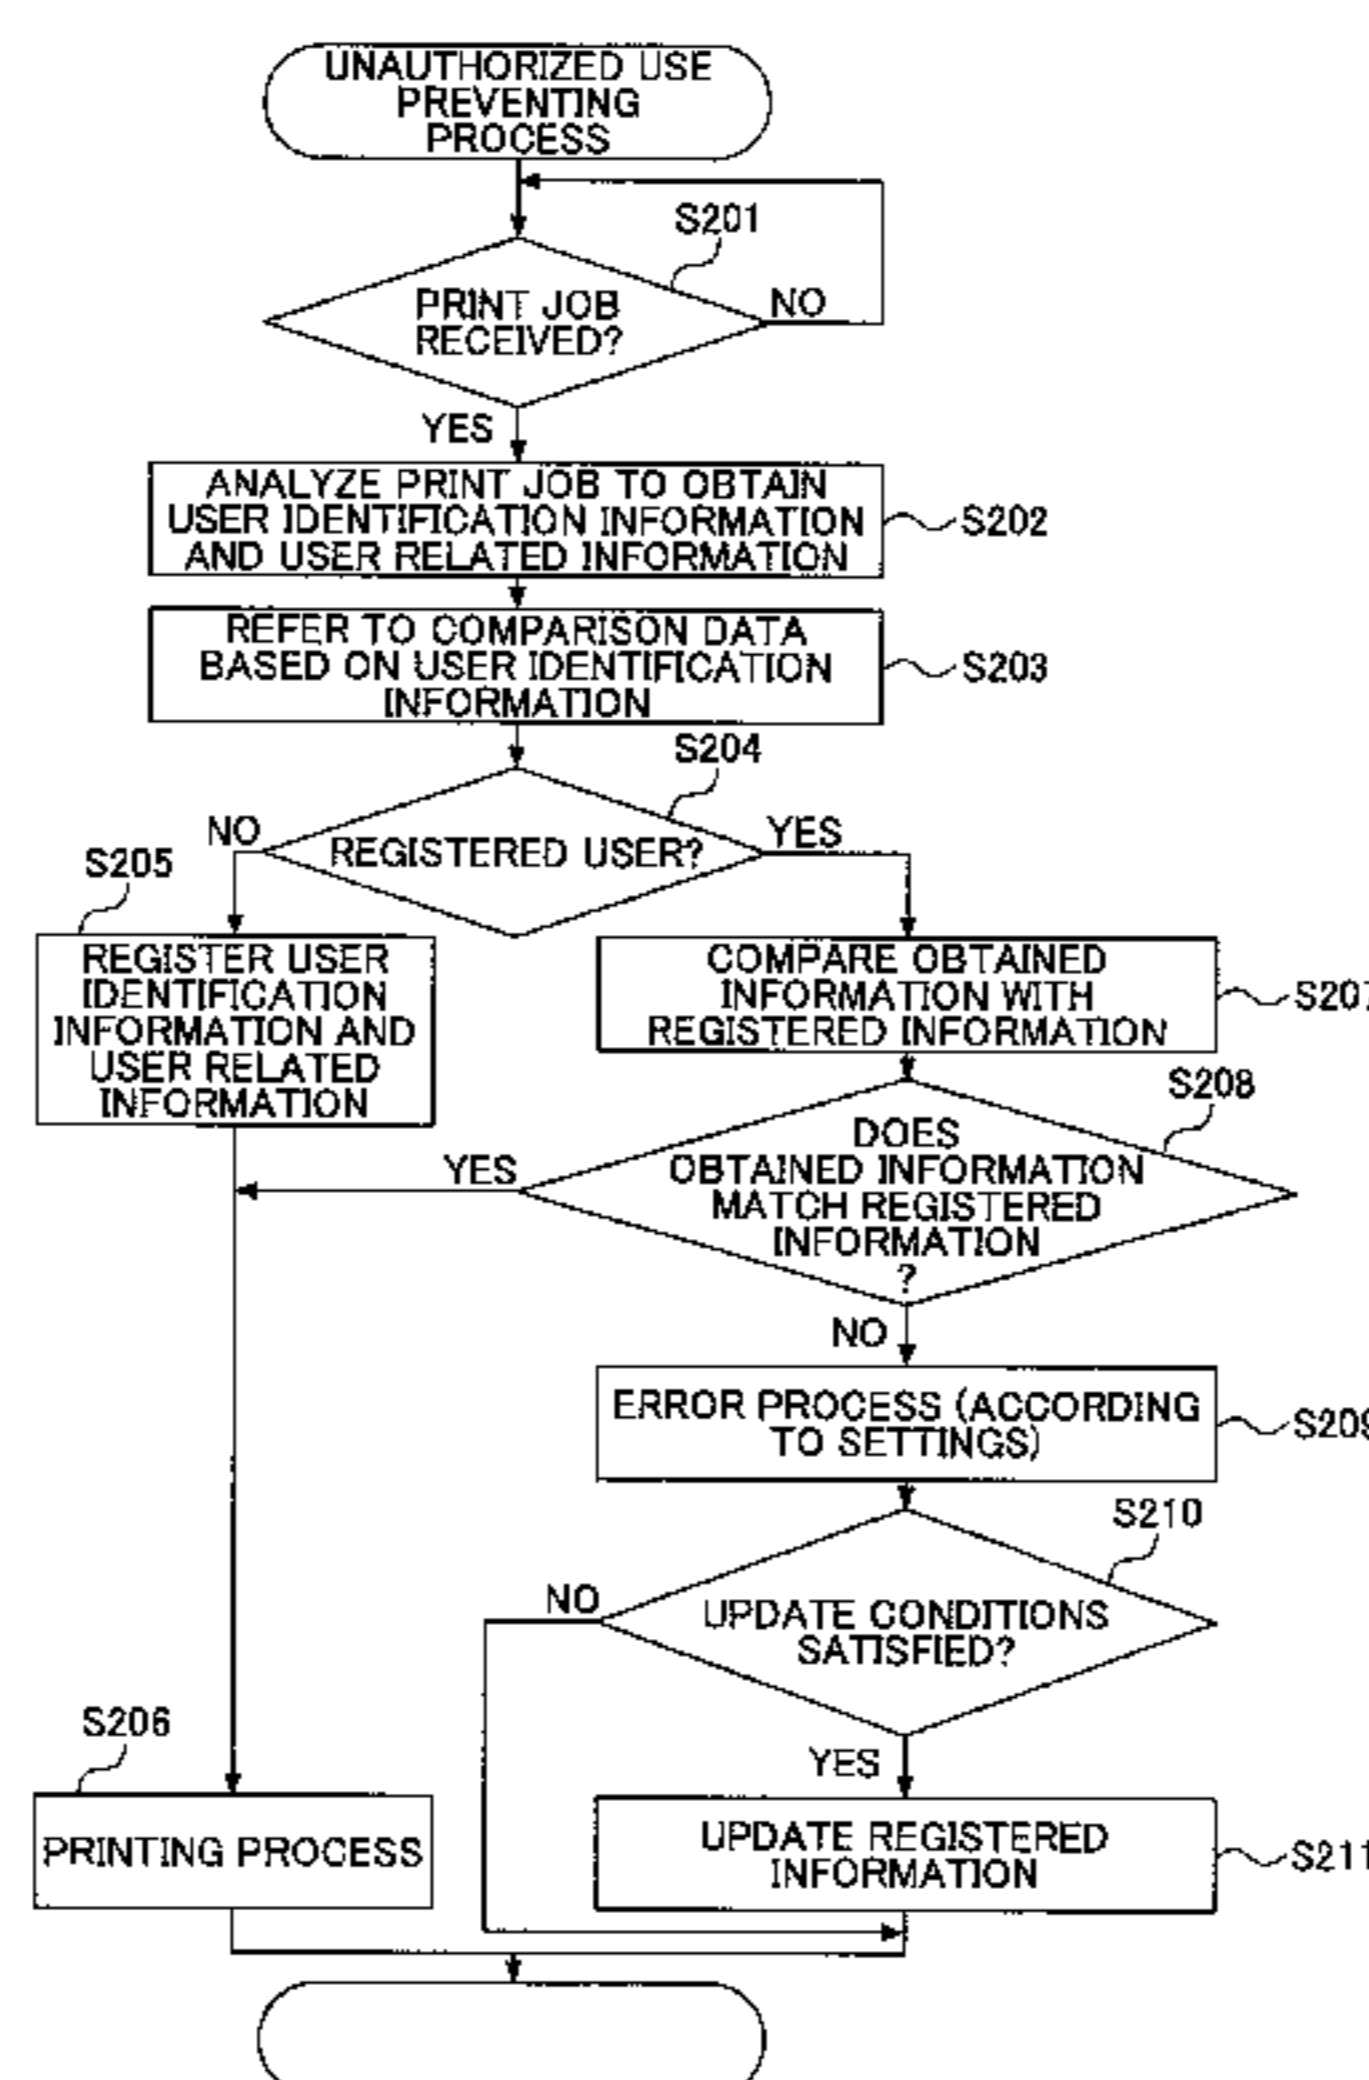 UNAUTHORIZED USE
PREVENTING
PROCESS
S201
PRINT JOB
RECEIVED?
NO
YES
ANALYZE PRINT JOB TO OBTAIN
USER IDENTIFICATION INFORMATION
AND USER RELATED INFORMATION
S202
REFER TO COMPARISON DATA
BASED ON USER IDENTIFICATION
INFORMATION
S203
S204
NO
REGISTERED USER?
YES
S205
REGISTER USER
IDENTIFICATION
INFORMATION AND
USER RELATED
INFORMATION
COMPARE OBTAINED
INFORMATION WITH
REGISTERED INFORMATION
S207
S208
YES
DOES
OBTAINED INFORMATION
MATCH REGISTERED
INFORMATION
?
NO
ERROR PROCESS (ACCORDING
TO SETTINGS)
S209
S210
NO
UPDATE CONDITIONS
SATISFIED?
YES
S206
PRINTING PROCESS
UPDATE REGISTERED
INFORMATION
S211